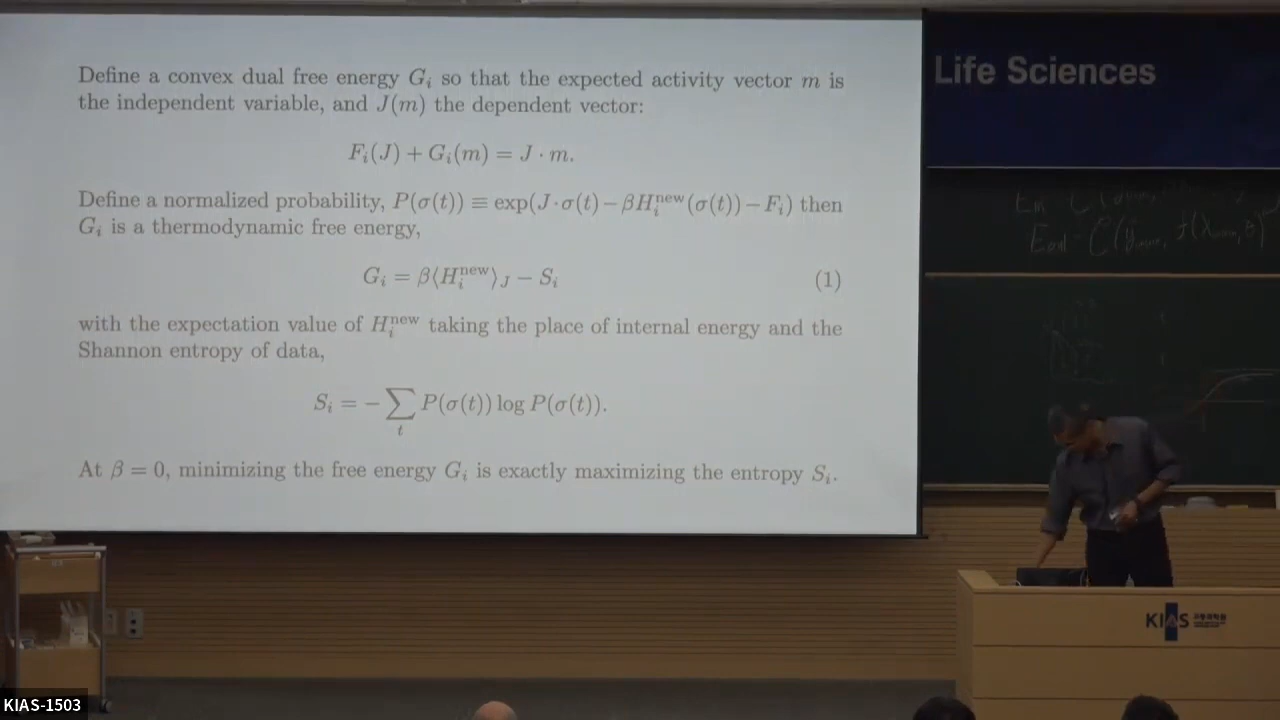 Define a convex dual free energy G_i so that the expected activity vector m is
the independent variable, and J(m) the dependent vector:
F_i(J) + G_i(m) = J · m.
Define a normalized probability, P(σ(t)) ≡ exp(J·σ(t)−βH_i^new(σ(t))−F_i) then
G_i is a thermodynamic free energy,
G_i = β⟨H_i^new⟩_J − S_i (1)
with the expectation value of H_i^new taking the place of internal energy and the
Shannon entropy of data,
S_i = − ∑_t P(σ(t)) log P(σ(t)).
At β = 0, minimizing the free energy G_i is exactly maximizing the entropy S_i.
Life Sciences
KIAS
KIAS-1503